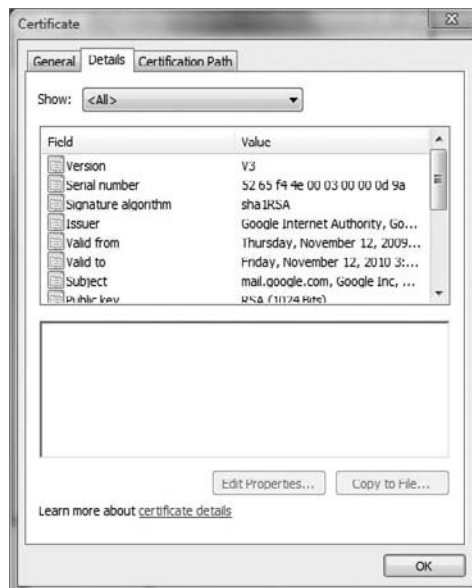 Certificate
General Details Certification Path
Show: <All>
Field Value
Version V3
Serial number 52 65 f4 4e 00 03 00 00 0d 9a
Signature algorithm sha1RSA
Issuer Google Internet Authority, Go...
Valid from Thursday, November 12, 2009...
Valid to Friday, November 12, 2010 3:...
Subject mail.google.com, Google Inc, ...
Public key RSA (1024 Bits)
Edit Properties... Copy to File...
Learn more about certificate details
OK